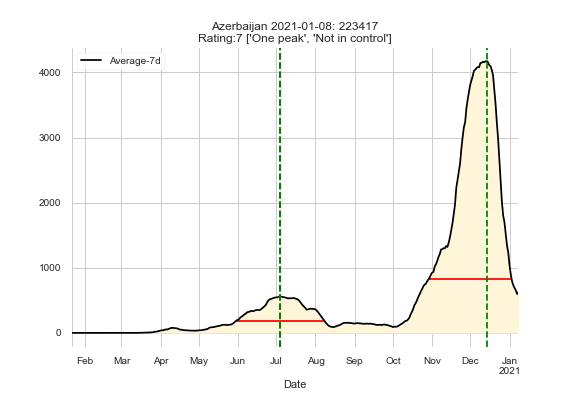 Azerbaijan 2021-01-08: 223417
Rating:7 ['One peak', 'Not in control']
Average-7d
4000
3000
2000
1000
0
Feb Mar Apr May Jun Jul Aug Sep Oct Nov Dec Jan
2021
Date